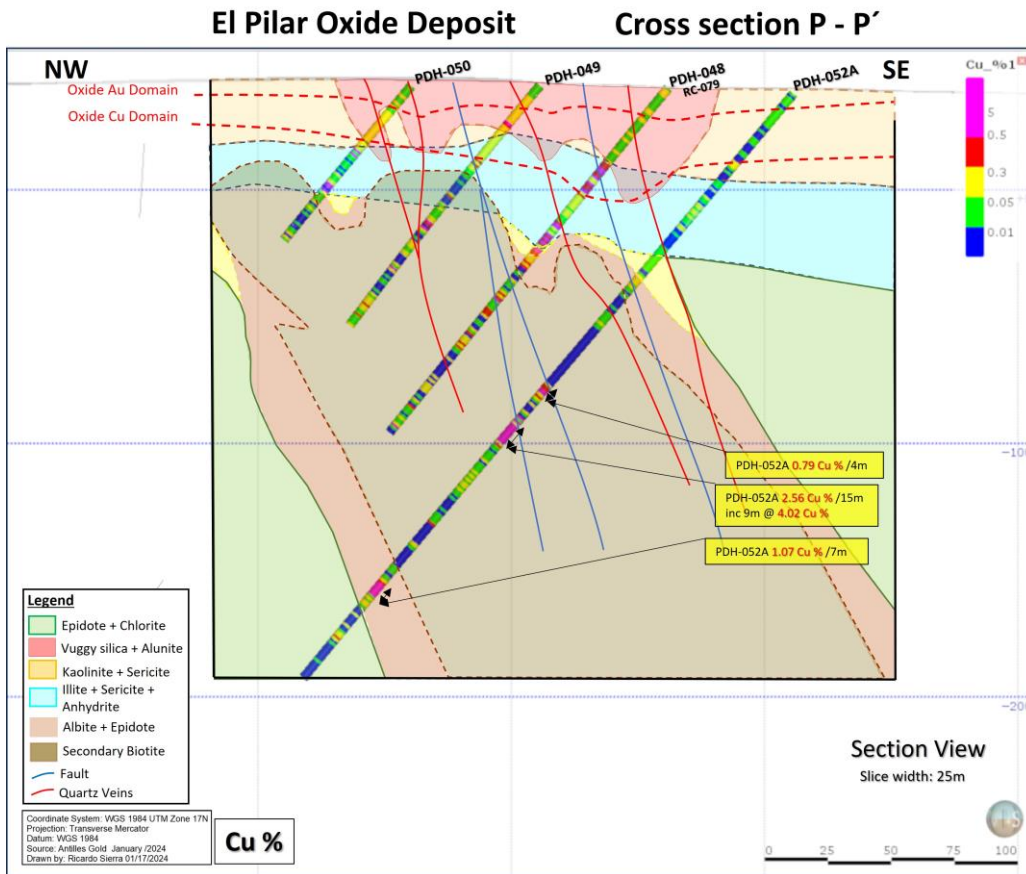 El Pilar Oxide Deposit
Cross section P - P´
NW
SE
PDH-050
PDH-049
PDH-048
RC-079
PDH-052A
Oxide Au Domain
Oxide Cu Domain
Cu_%1
5
0.5
0.3
0.05
0.01
-100
-200
PDH-052A 0.79 Cu % /4m
PDH-052A 2.56 Cu % /15m
inc 9m @ 4.02 Cu %
PDH-052A 1.07 Cu % /7m
Legend
Epidote + Chlorite
Vuggy silica + Alunite
Kaolinite + Sericite
Illite + Sericite +
Anhydrite
Albite + Epidote
Secondary Biotite
Fault
Quartz Veins
Section View
Slice width: 25m
Coordinate System: WGS 1984 UTM Zone 17N
Projection: Transverse Mercator
Datum: WGS 1984
Source: Antilles Gold January /2024
Drawn by: Ricardo Sierra 01/17/2024
Cu %
0 25 50 75 100